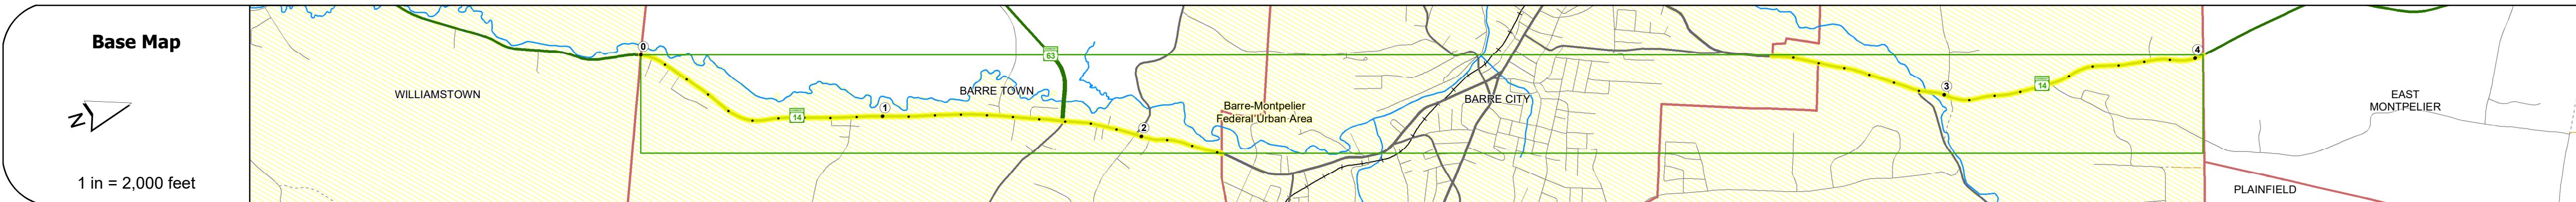 Base Map
N
1 in = 2,000 feet
WILLIAMSTOWN
0
14
1
BARRE TOWN
63
2
Barre-Montpelier
Federal Urban Area
BARRE CITY
3
14
4
EAST
MONTPELIER
PLAINFIELD